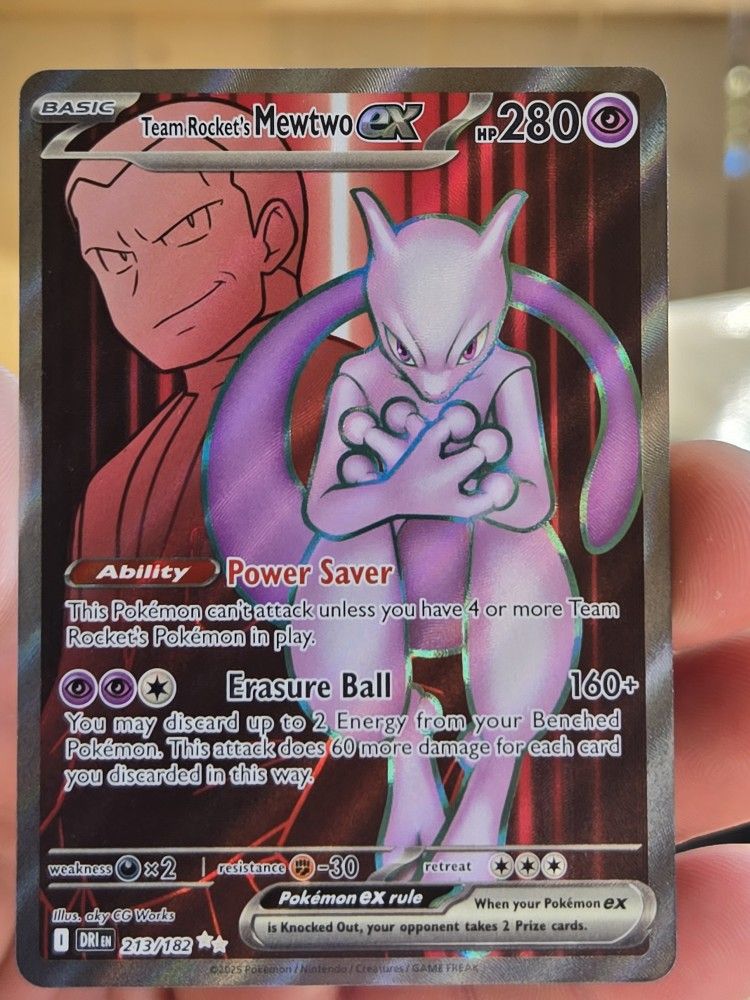 BASIC
Team Rocket's Mewtwo ex HP 280
Ability Power Saver
This Pokémon can't attack unless you have 4 or more Team
Rocket's Pokémon in play.
Erasure Ball 160+
You may discard up to 2 Energy from your Benched
Pokémon. This attack does 60 more damage for each card
you discarded in this way.
weakness ×2 resistance -30 retreat
Pokémon ex rule When your Pokémon ex
is Knocked Out, your opponent takes 2 Prize cards.
Illus. aky CG Works
I DRI EN 213/182
©2025 Pokémon / Nintendo / Creatures / GAME FREAK